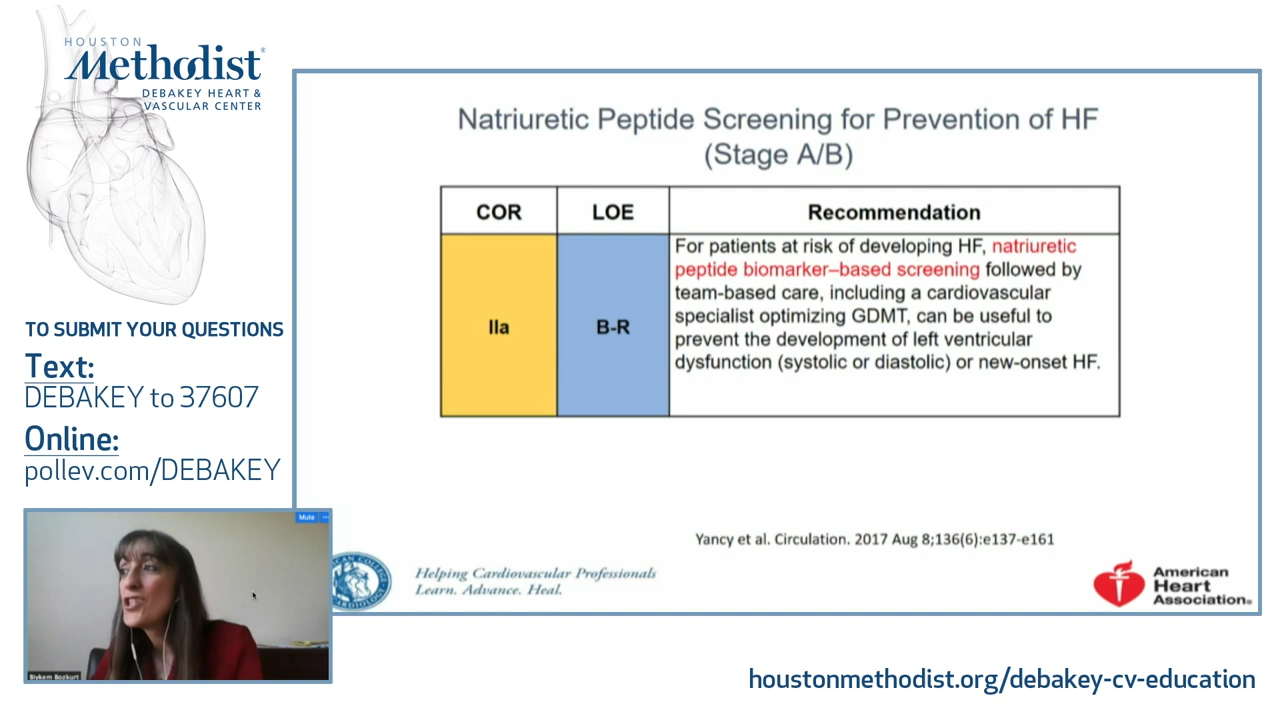 HOUSTON
Methodist®
DEBAKEY HEART &
VASCULAR CENTER
TO SUBMIT YOUR QUESTIONS
Text:
DEBAKEY to 37607
Online:
pollev.com/DEBAKEY
Natriuretic Peptide Screening for Prevention of HF
(Stage A/B)
COR LOE Recommendation
IIa B-R
For patients at risk of developing HF, natriuretic
peptide biomarker–based screening followed by
team-based care, including a cardiovascular
specialist optimizing GDMT, can be useful to
prevent the development of left ventricular
dysfunction (systolic or diastolic) or new-onset HF.
Yancy et al. Circulation. 2017 Aug 8;136(6):e137-e161
Helping Cardiovascular Professionals
Learn. Advance. Heal.
American
Heart
Association®
Mute
Biykem Bozkurt
houstonmethodist.org/debakey-cv-education